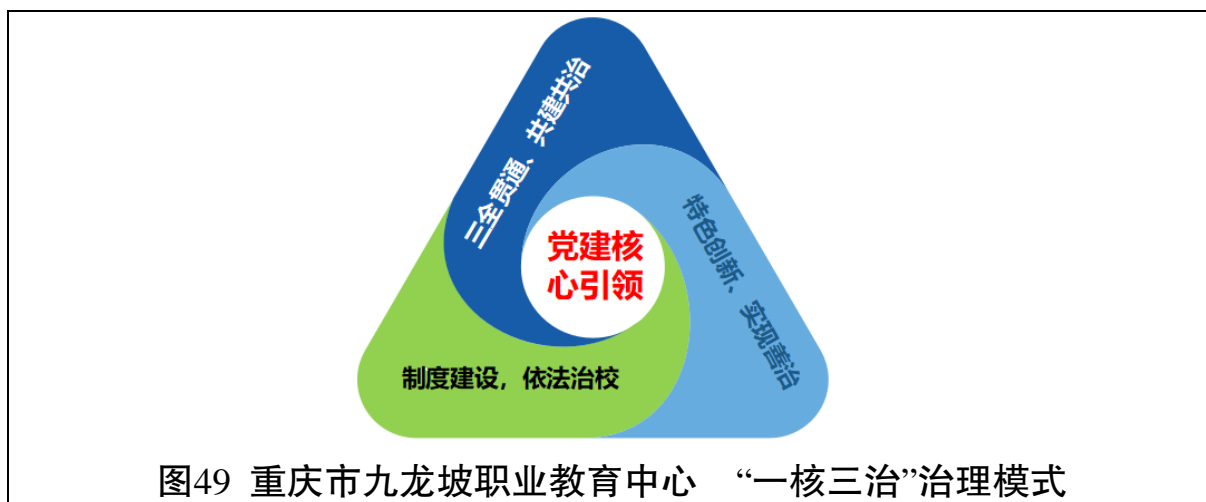 三全贯通、共建共治
特色创新、实现善治
党建核
心引领
制度建设，依法治校
图49 重庆市九龙坡职业教育中心 “一核三治”治理模式